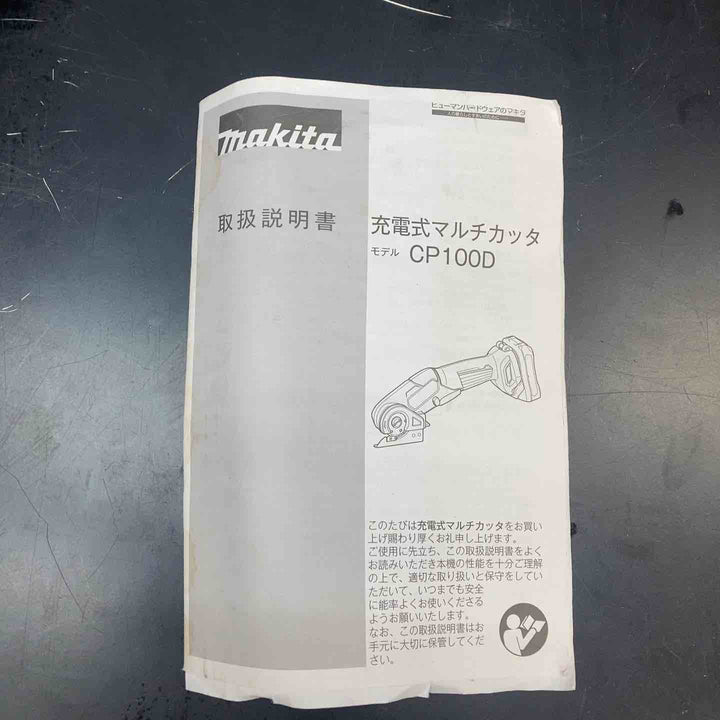 ヒューマンハードウェアのマキタ
makita
取扱説明書
充電式マルチカッタ
モデル CP100D
このたびは充電式マルチカッタをお買い
上げ賜わり厚くお礼申し上げます。
ご使用に先立ち、この取扱説明書をよく
お読みいただき本機の性能を十分ご理解
の上で、適切な取り扱いと保守をしてい
ただいて、いつまでも安全
に能率よくお使いくださる
ようお願いいたします。
なお、この取扱説明書はお
手元に大切に保管してくだ
さい。